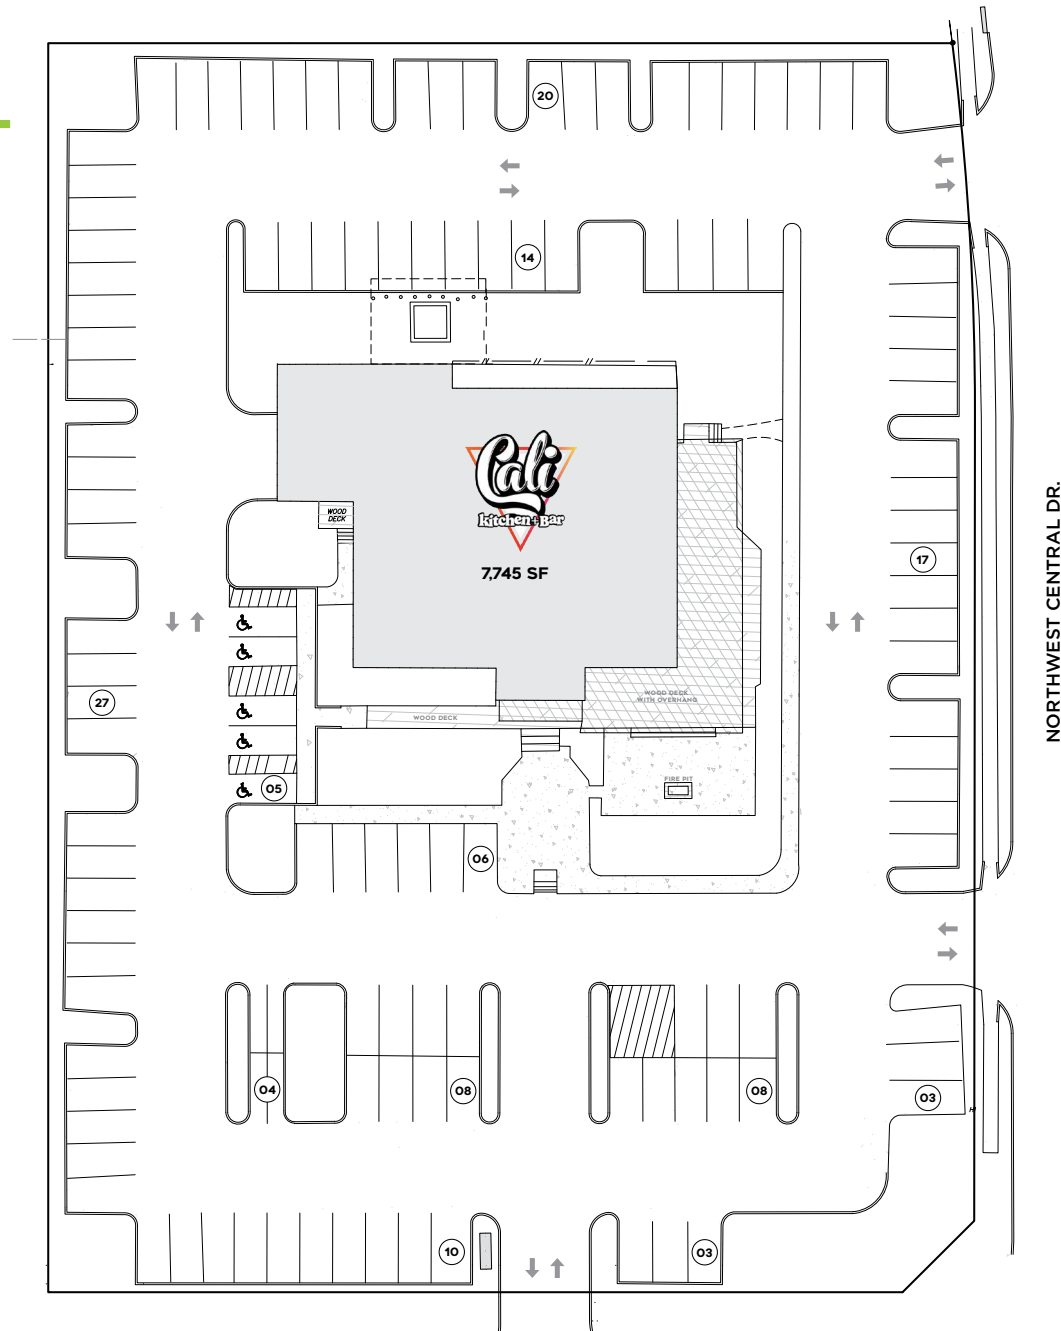 20
14
Cali
kitchen+Bar
7,745 SF
WOOD
DECK
17
NORTHWEST CENTRAL DR.
27
WOOD DECK
WITH OVERHANG
WOOD DECK
05
FIRE PIT
06
04
08
08
03
10
03